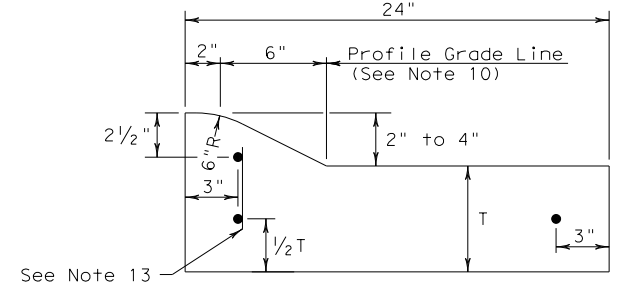 24"
2" 6" Profile Grade Line
(See Note 10)
2½" 6"R 2" to 4"
3"
T
½T 3"
See Note 13